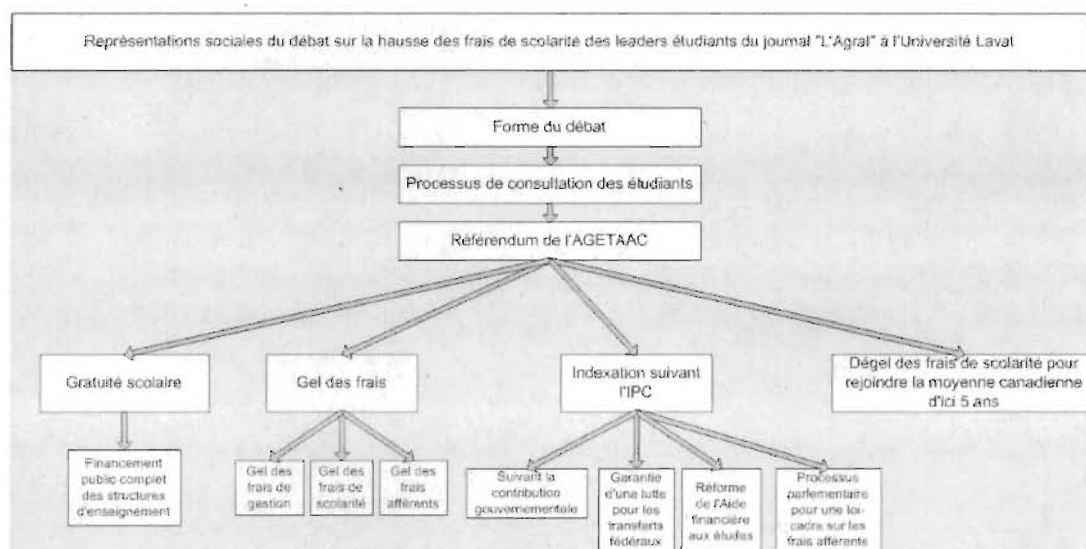 Représentations sociales du débat sur la hausse des frais de scolarité des leaders étudiants du journal "L'Agral" à l'Université Laval
Forme du débat
Processus de consultation des étudiants
Référendum de l'AGETAAC
Gratuité scolaire
Gel des frais
Indexation suivant
l'IPC
Dégel des frais de scolarité pour
rejoindre la moyenne canadienne
d'ici 5 ans
Financement
public complet
des structures
d'enseignement
Gel des
frais de
gestion
Gel des
frais de
scolarité
Gel des
frais
afférents
Suivant la
contribution
gouvernementale
Garantie
d'une lutte
pour les
transferts
fédéraux
Réforme
de l'Aide
financière
aux études
Processus
parlementaire
pour une loi-
cadre sur les
frais afférents